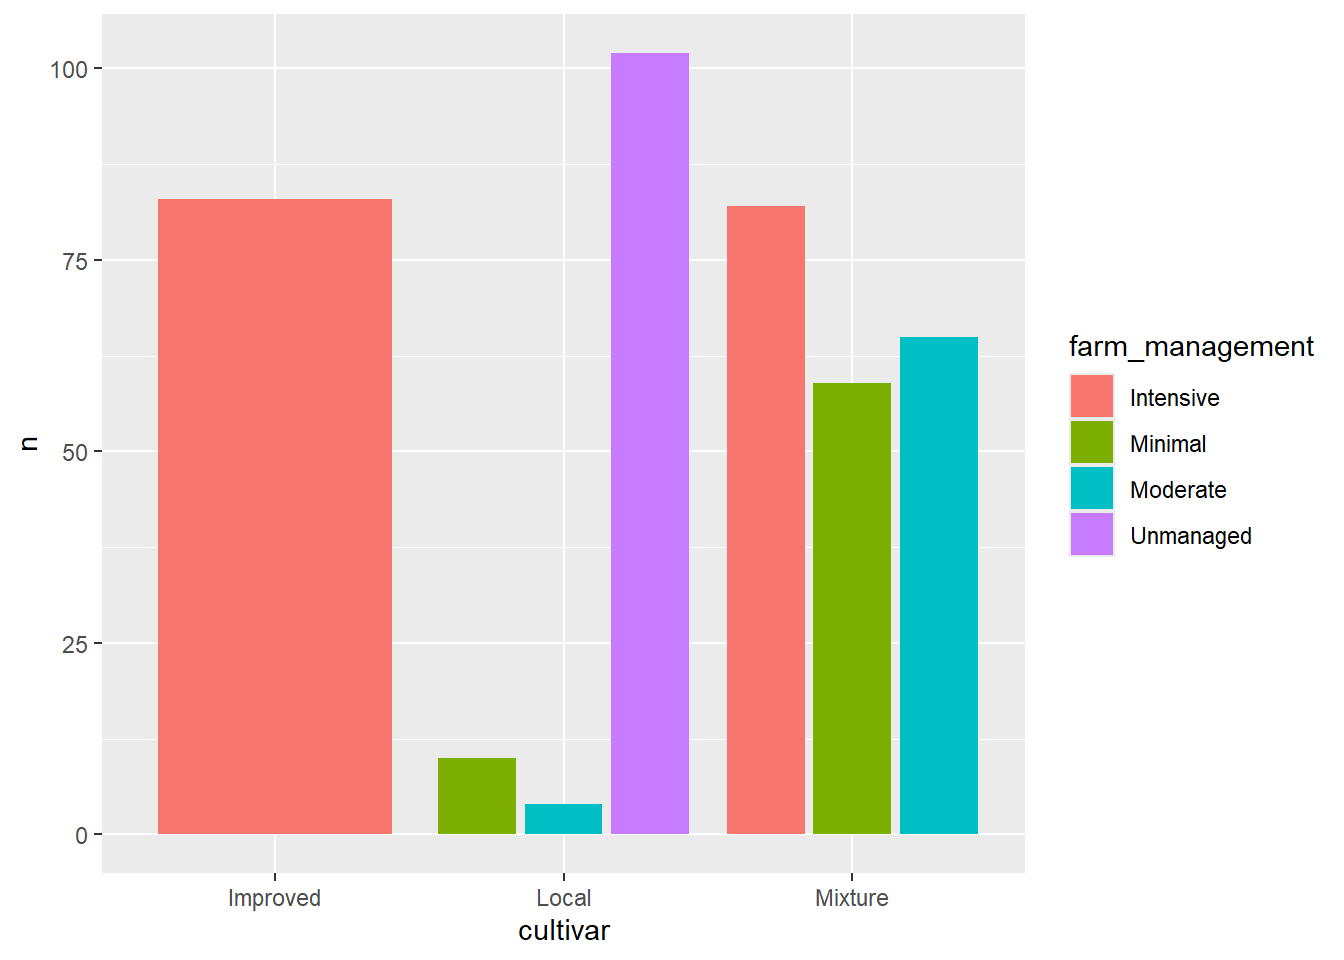 100
75
50
25
0
n
Improved
Local
Mixture
cultivar
farm_management
Intensive
Minimal
Moderate
Unmanaged